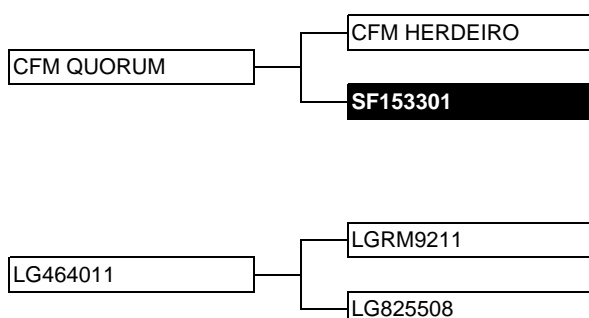 CFM HERDEIRO
CFM QUORUM
SF153301
LGRM9211
LG464011
LG825508